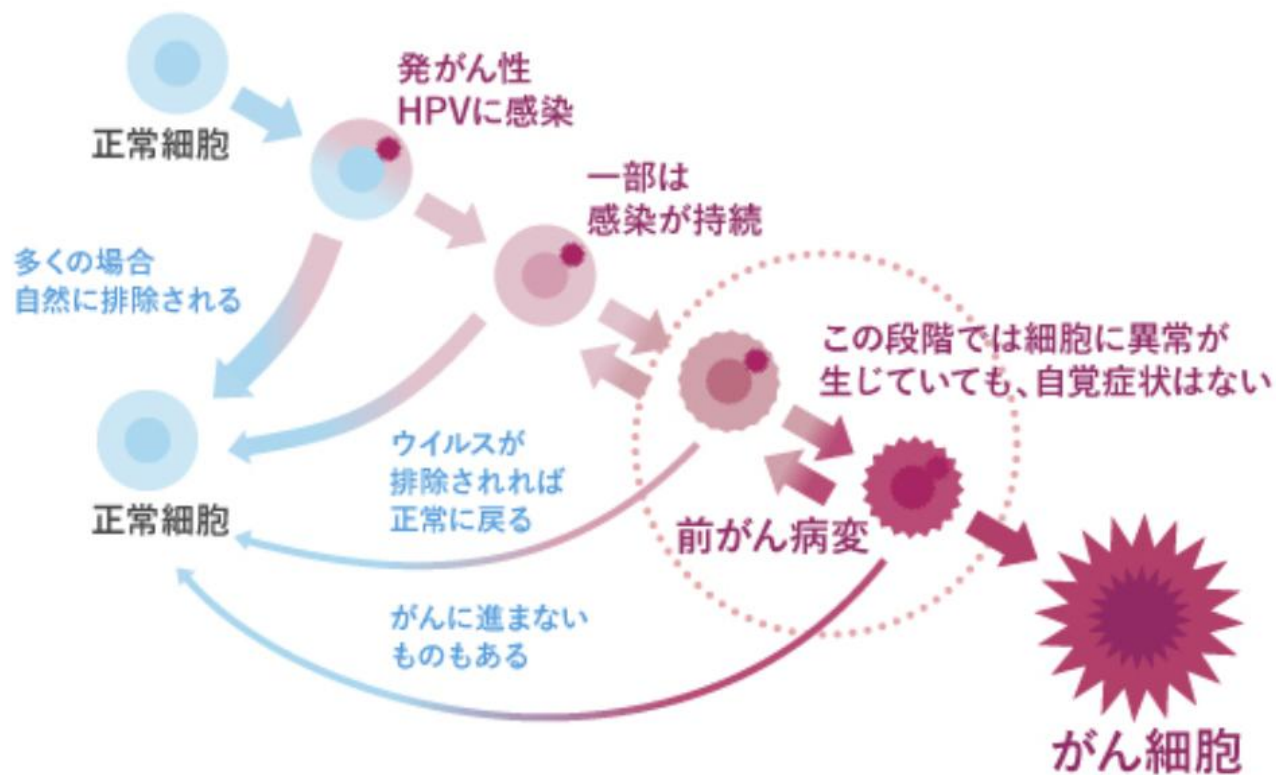 正常細胞
発がん性
HPVに感染
一部は
感染が持続
多くの場合
自然に排除される
この段階では細胞に異常が
生じていても、自覚症状はない
ウイルスが
排除されれば
正常に戻る
正常細胞
前がん病変
がんに進まない
ものもある
がん細胞